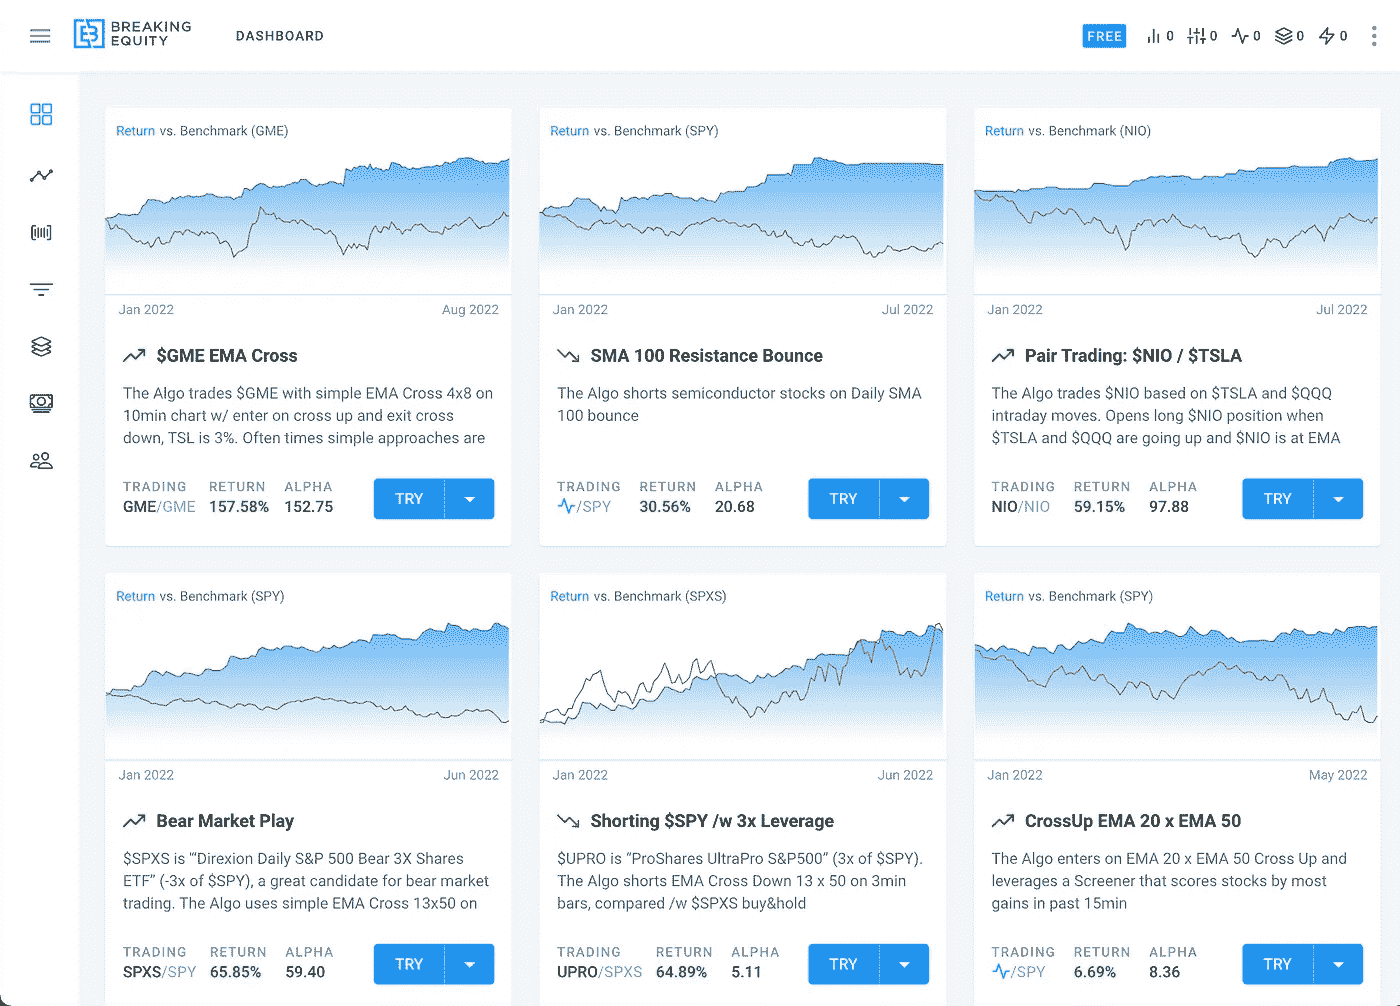 BREAKING
EQUITY
DASHBOARD
FREE
0
0
0
0
0
Return vs. Benchmark (GME)
Jan 2022
Aug 2022
$GME EMA Cross
The Algo trades $GME with simple EMA Cross 4x8 on
10min chart w/ enter on cross up and exit cross
down, TSL is 3%. Often times simple approaches are
TRADING RETURN ALPHA
GME/GME 157.58% 152.75
TRY
Return vs. Benchmark (SPY)
Jan 2022
Jul 2022
SMA 100 Resistance Bounce
The Algo shorts semiconductor stocks on Daily SMA
100 bounce
TRADING RETURN ALPHA
/SPY 30.56% 20.68
TRY
Return vs. Benchmark (NIO)
Jan 2022
Jul 2022
Pair Trading: $NIO / $TSLA
The Algo trades $NIO based on $TSLA and $QQQ
intraday moves. Opens long $NIO position when
$TSLA and $QQQ are going up and $NIO is at EMA
TRADING RETURN ALPHA
NIO/NIO 59.15% 97.88
TRY
Return vs. Benchmark (SPY)
Jan 2022
Jun 2022
Bear Market Play
$SPXS is “'Direxion Daily S&P 500 Bear 3X Shares
ETF” (-3x of $SPY), a great candidate for bear market
trading. The Algo uses simple EMA Cross 13x50 on
TRADING RETURN ALPHA
SPXS/SPY 65.85% 59.40
TRY
Return vs. Benchmark (SPXS)
Jan 2022
Jun 2022
Shorting $SPY /w 3x Leverage
$UPRO is “ProShares UltraPro S&P500” (3x of $SPY).
The Algo shorts EMA Cross Down 13 x 50 on 3min
bars, compared /w $SPXS buy&hold
TRADING RETURN ALPHA
UPRO/SPXS 64.89% 5.11
TRY
Return vs. Benchmark (SPY)
Jan 2022
May 2022
CrossUp EMA 20 x EMA 50
The Algo enters on EMA 20 x EMA 50 Cross Up and
leverages a Screener that scores stocks by most
gains in past 15min
TRADING RETURN ALPHA
/SPY 6.69% 8.36
TRY